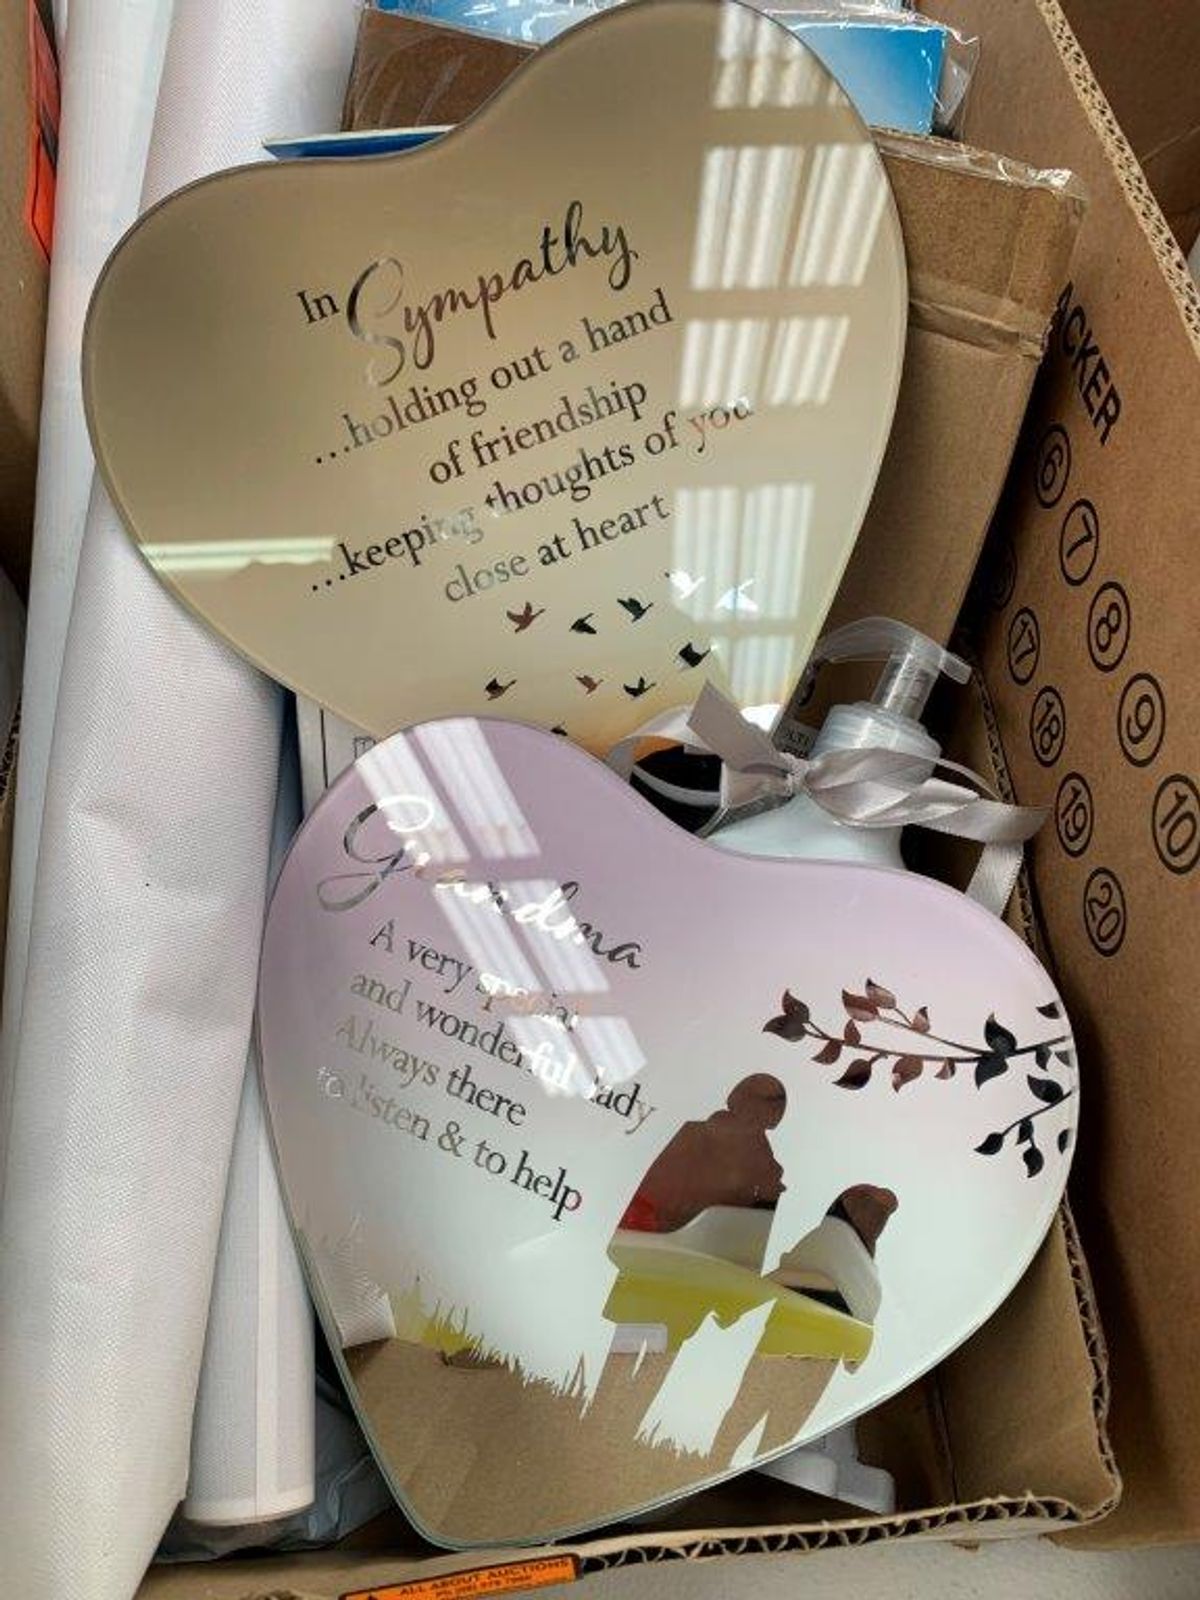 In Sympathy
...holding out a hand
of friendship
...keeping thoughts of you
close at heart
Grandma
A very special
and wonderful lady
Always there
to listen & to help
ACKER
6
7
8
9
10
17
18
19
20
ALL ABOUT AUCTIONS